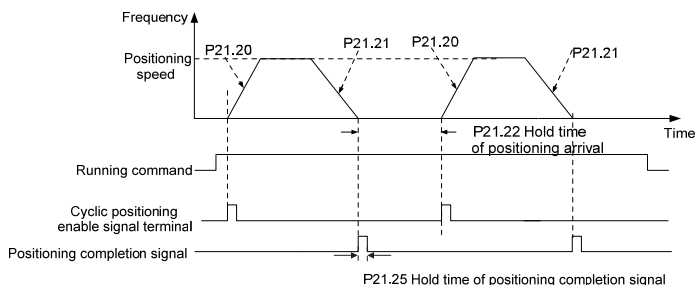 Frequency
P21.20
P21.21
P21.20
P21.21
Positioning
speed
Time
P21.22 Hold time
of positioning arrival
Running command
Cyclic positioning
enable signal terminal
Positioning completion signal
P21.25 Hold time of positioning completion signal